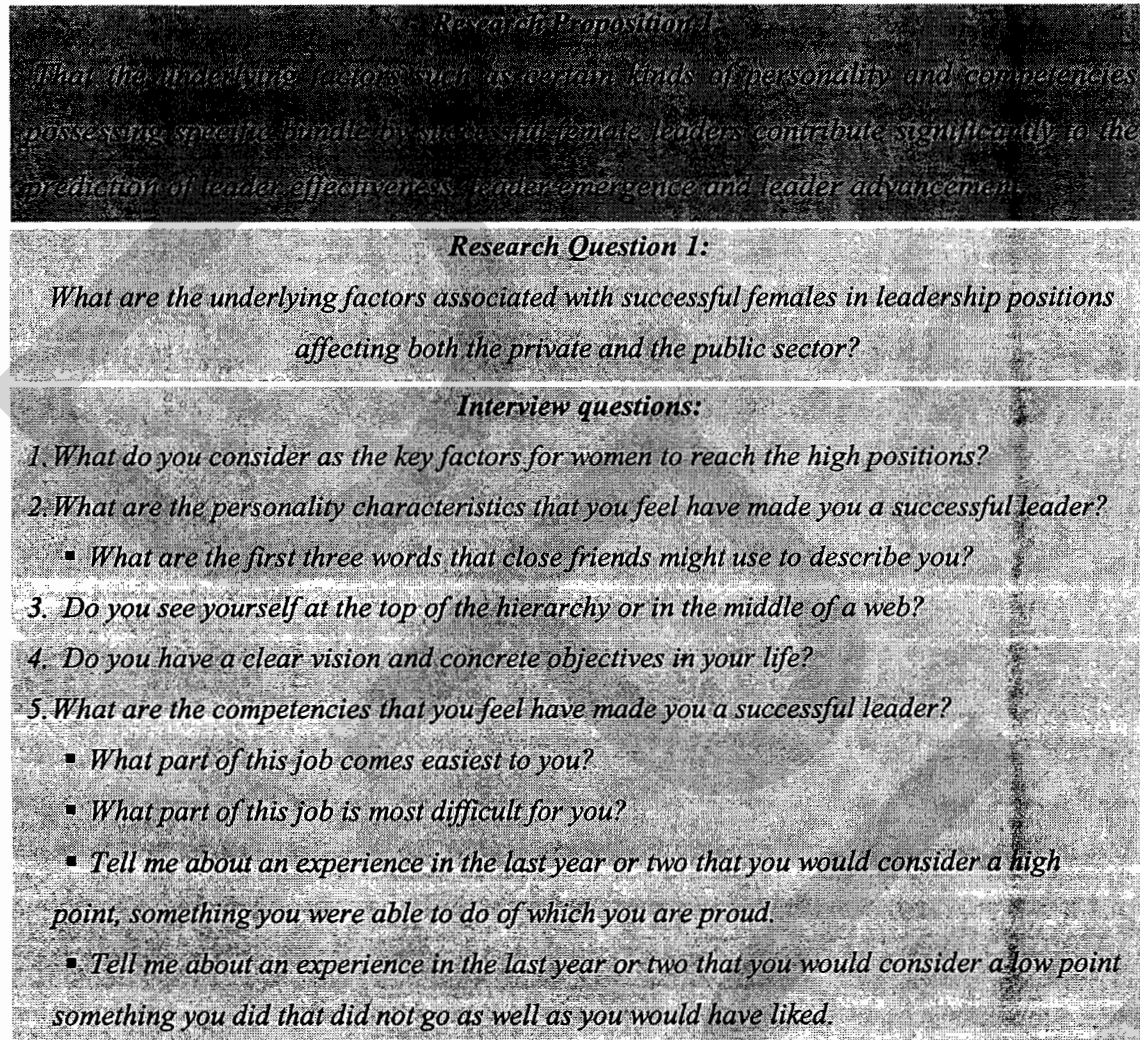 Research Proposition 1
That the underlying factors such as certain kinds of personality and competencies
possessing specific bundle by successful female leaders contribute significantly to the
prediction of leader effectiveness, leader emergence and leader advancement.
Research Question 1:
What are the underlying factors associated with successful females in leadership positions
affecting both the private and the public sector?
Interview questions:
1. What do you consider as the key factors for women to reach the high positions?
2. What are the personality characteristics that you feel have made you a successful leader?
▪ What are the first three words that close friends might use to describe you?
3. Do you see yourself at the top of the hierarchy or in the middle of a web?
4. Do you have a clear vision and concrete objectives in your life?
5. What are the competencies that you feel have made you a successful leader?
▪ What part of this job comes easiest to you?
▪ What part of this job is most difficult for you?
▪ Tell me about an experience in the last year or two that you would consider a high
point, something you were able to do of which you are proud.
▪ Tell me about an experience in the last year or two that you would consider a low point
something you did that did not go as well as you would have liked.